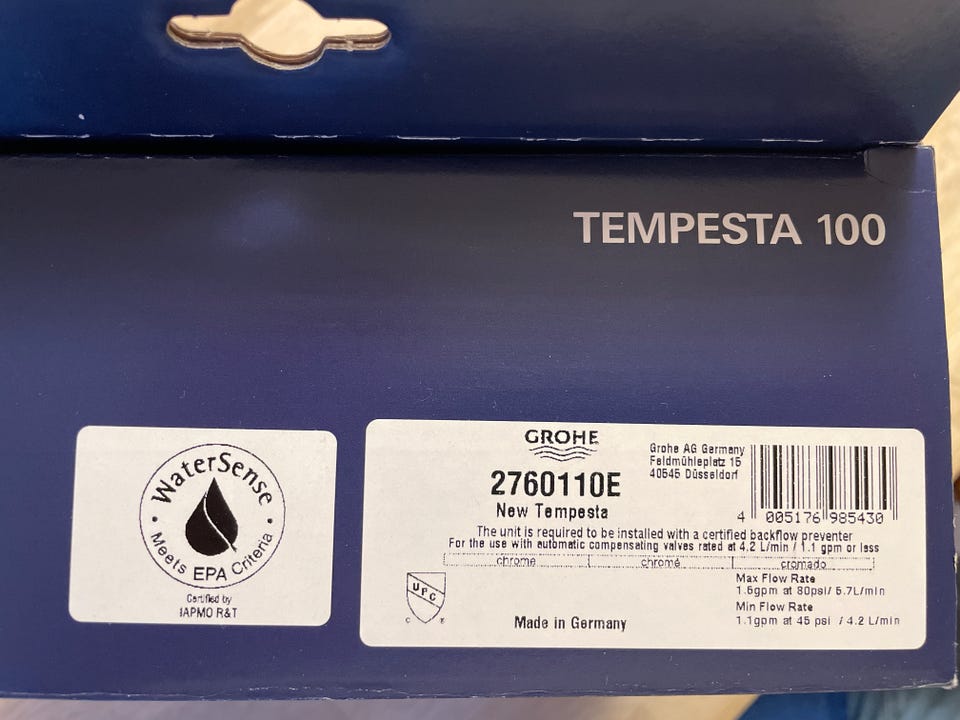 TEMPESTA 100
WaterSense
Meets EPA Criteria
Certified by
IAPMO R&T
GROHE
2760110E
New Tempesta
Grohe AG Germany
Feldmühleplatz 15
40545 Düsseldorf
4 005176 985430
The unit is required to be installed with a certified backflow preventer
For the use with automatic compensating valves rated at 4.2 L/min / 1.1 gpm or less
chrome chromé cromado
UPC
C ®
Max Flow Rate
1.5gpm at 80psi/ 5.7L/min
Min Flow Rate
1.1gpm at 45 psi / 4.2 L/min
Made in Germany